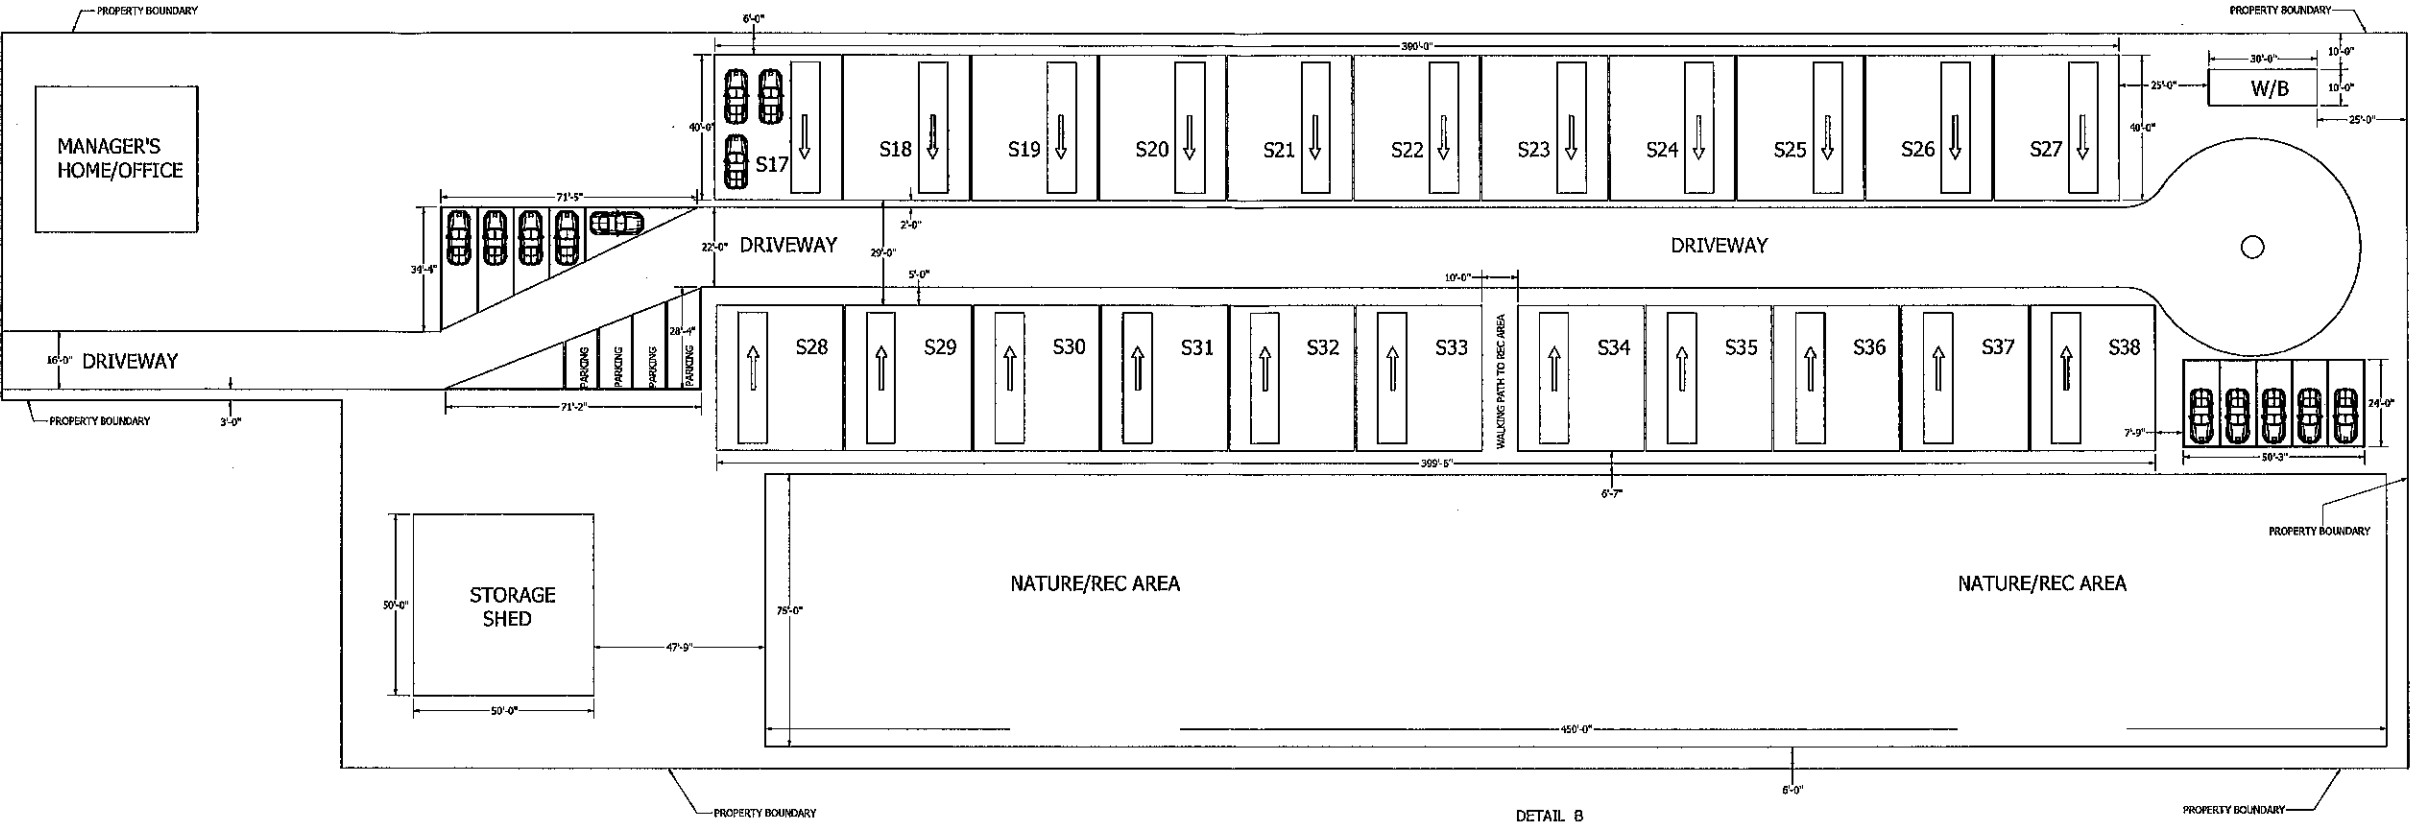 PROPERTY BOUNDARY
PROPERTY BOUNDARY
6'-0"
390'-0"
10'-0"
30'-0"
W/B
10'-0"
25'-0"
25'-0"
40'-0"
40'-0"
MANAGER'S
HOME/OFFICE
S17
S18
S19
S20
S21
S22
S23
S24
S25
S26
S27
71'-5"
2'-0"
22'-0"
DRIVEWAY
29'-0"
DRIVEWAY
34'-4"
5'-0"
10'-0"
28'-4"
16'-0"
DRIVEWAY
PARKING
PARKING
PARKING
PARKING
S28
S29
S30
S31
S32
S33
WALKING PATH TO REC AREA
S34
S35
S36
S37
S38
71'-2"
3'-0"
PROPERTY BOUNDARY
24'-0"
7'-9"
50'-3"
6'-7"
PROPERTY BOUNDARY
STORAGE
SHED
50'-0"
50'-0"
47'-9"
75'-0"
NATURE/REC AREA
NATURE/REC AREA
450'-0"
6'-0"
PROPERTY BOUNDARY
PROPERTY BOUNDARY
DETAIL B